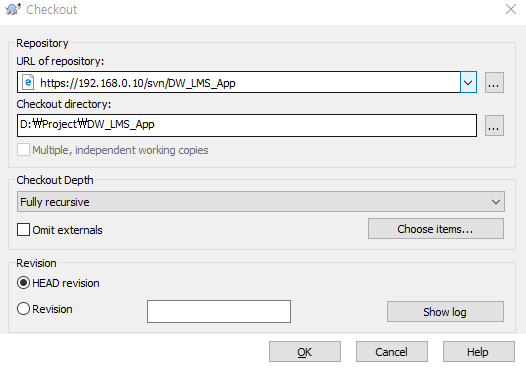 Checkout
Repository
URL of repository:
https://192.168.0.10/svn/DW_LMS_App
...
Checkout directory:
D:₩Project₩DW_LMS_App
...
Multiple, independent working copies
Checkout Depth
Fully recursive
Omit externals
Choose items...
Revision
HEAD revision
Revision
Show log
OK
Cancel
Help